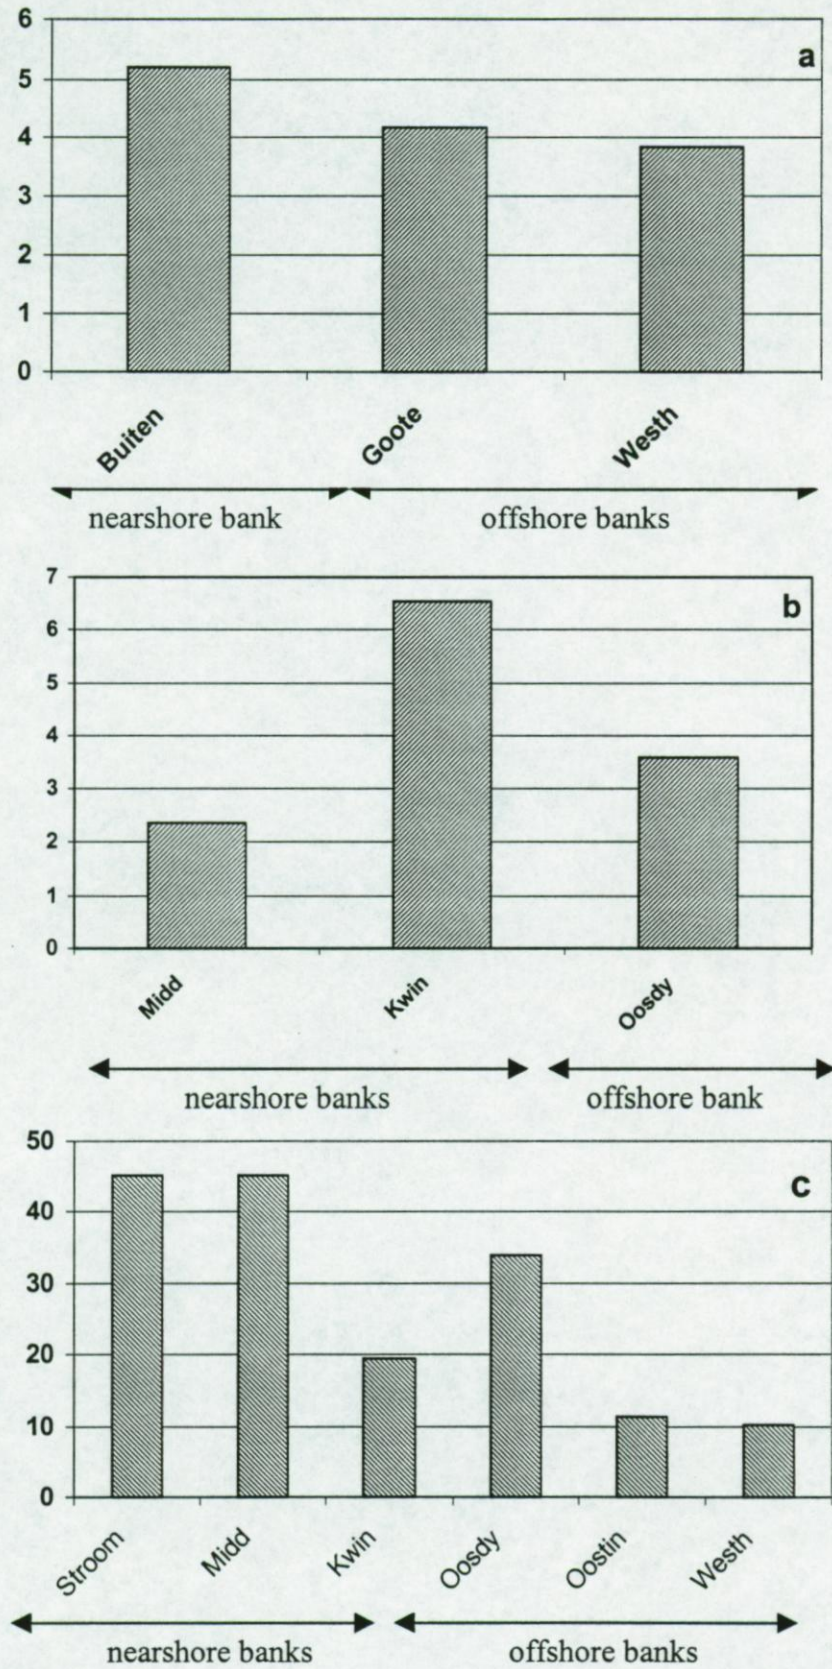 6
a
5
4
3
2
1
0
Buiten Goote Westh
nearshore bank offshore banks
7
b
6
5
4
3
2
1
0
Midd Kwin Oosdy
nearshore banks offshore bank
50
c
40
30
20
10
0
Stroom Midd Kwin Oosdy Oostin Westh
nearshore banks offshore banks